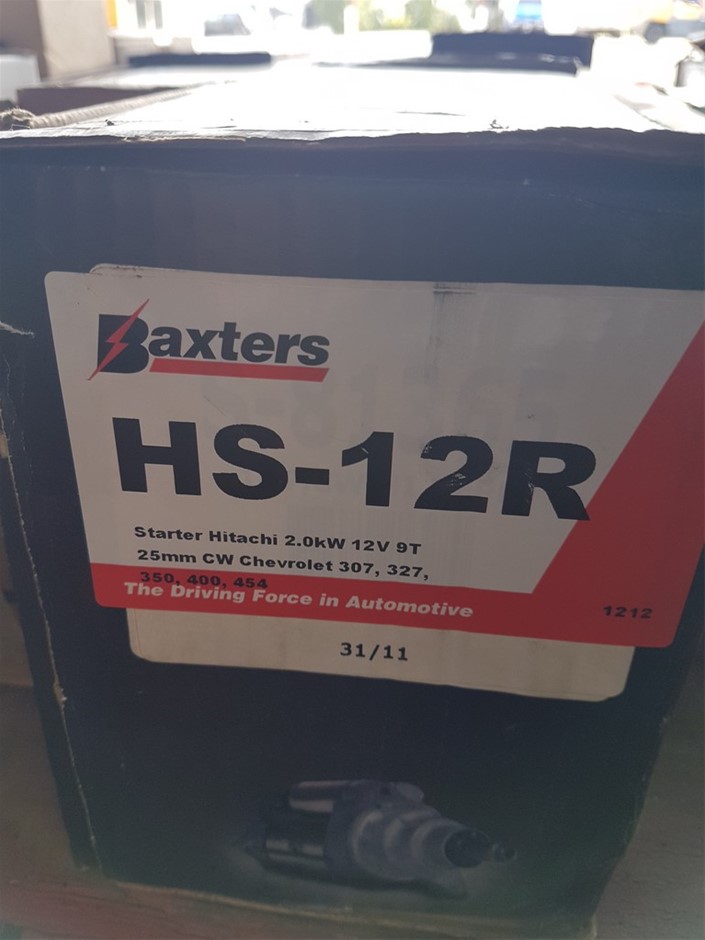 Baxters
HS-12R
Starter Hitachi 2.0kW 12V 9T
25mm CW Chevrolet 307, 327,
350, 400, 454
The Driving Force in Automotive
1212
31/11